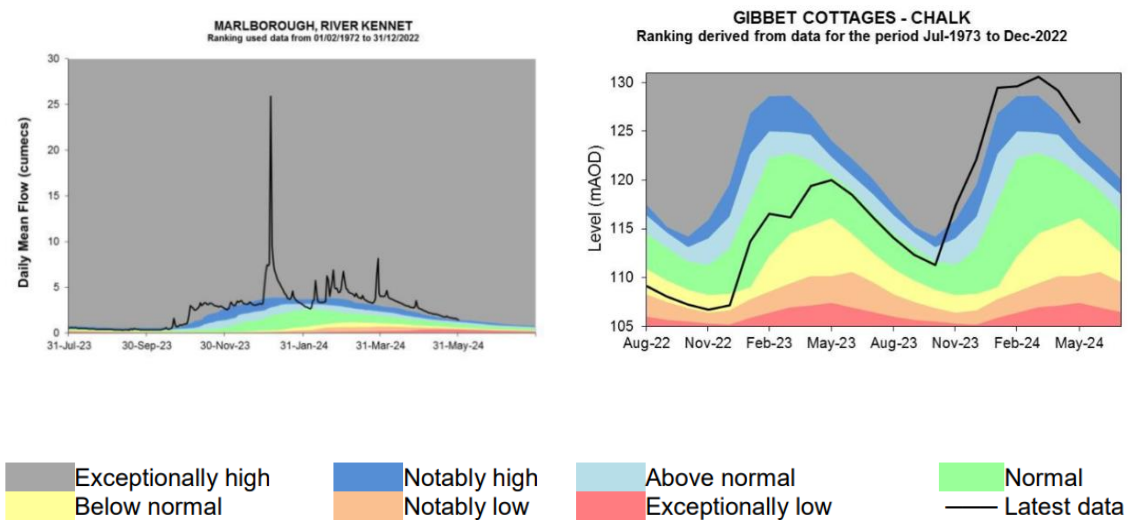 MARLBOROUGH, RIVER KENNET
Ranking used data from 01/02/1972 to 31/12/2022
Daily Mean Flow (cumecs)
30
25
20
15
10
5
0
31-Jul-23 30-Sep-23 30-Nov-23 31-Jan-24 31-Mar-24 31-May-24
GIBBET COTTAGES - CHALK
Ranking derived from data for the period Jul-1973 to Dec-2022
Level (mAOD)
130
125
120
115
110
105
Aug-22 Nov-22 Feb-23 May-23 Aug-23 Nov-23 Feb-24 May-24
Exceptionally high Notably high Above normal Normal
Below normal Notably low Exceptionally low Latest data